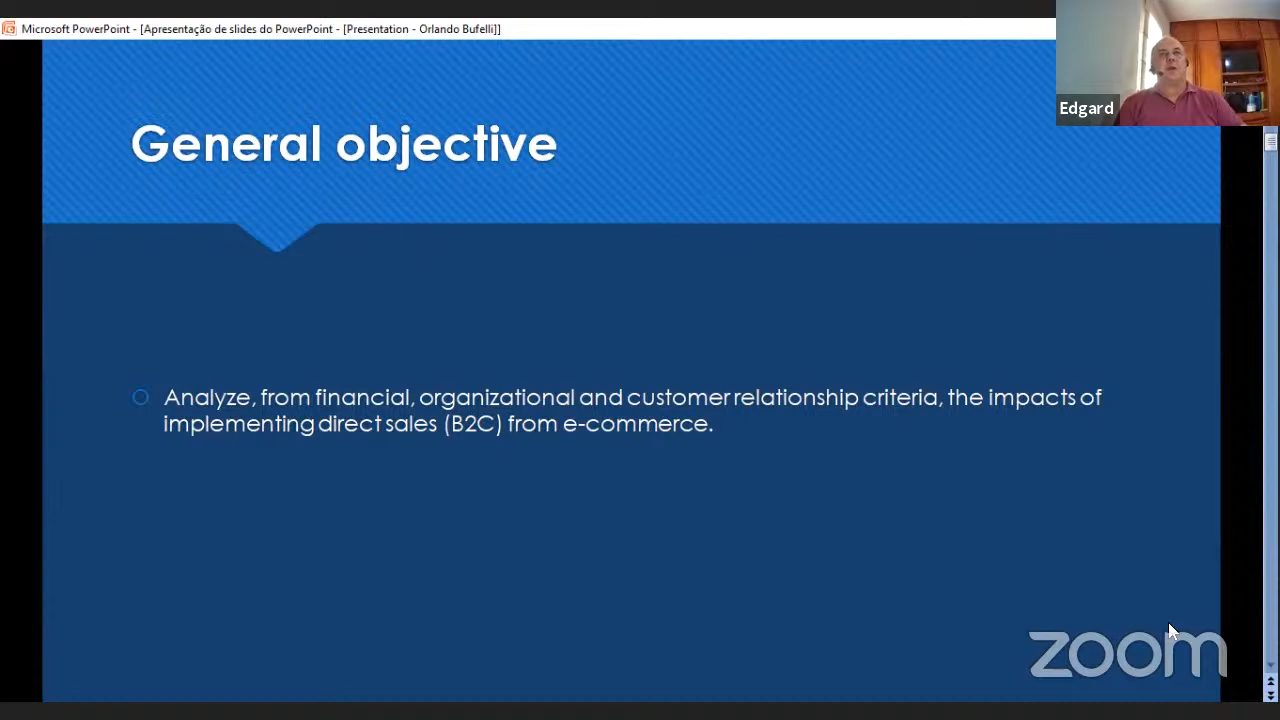 Microsoft PowerPoint - [Apresentação de slides do PowerPoint - [Presentation - Orlando Bufelli]]
Edgard
General objective
Analyze, from financial, organizational and customer relationship criteria, the impacts of
implementing direct sales (B2C) from e-commerce.
zoom